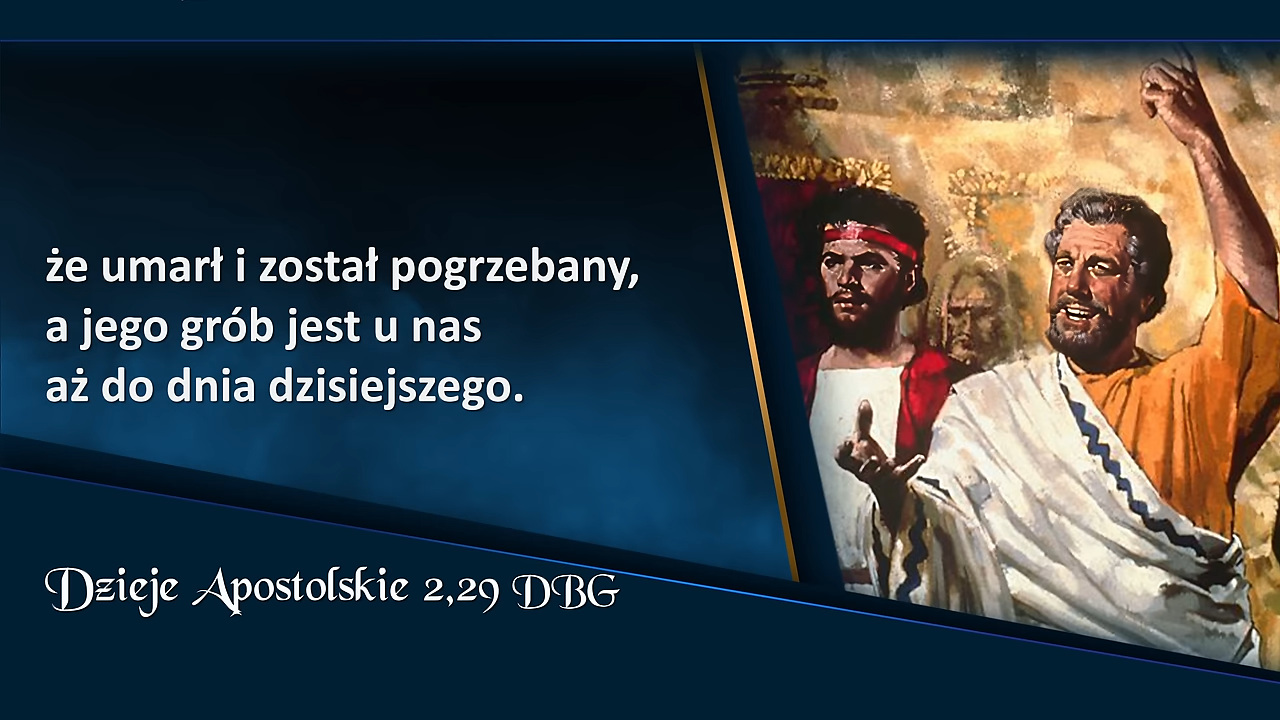 że umarł i został pogrzebany,
a jego grób jest u nas
aż do dnia dzisiejszego.
Dzieje Apostolskie 2,29 DBG